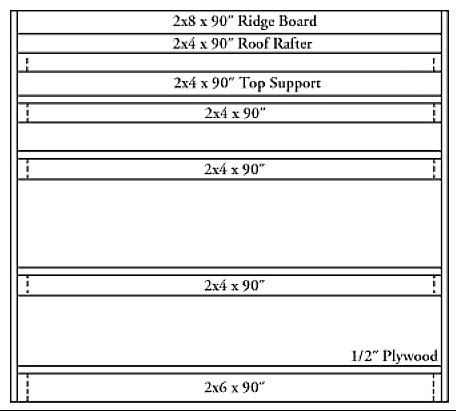 2x8 x 90″ Ridge Board
2x4 x 90″ Roof Rafter
2x4 x 90″ Top Support
2x4 x 90″
2x4 x 90″
2x4 x 90″
1/2″ Plywood
2x6 x 90″